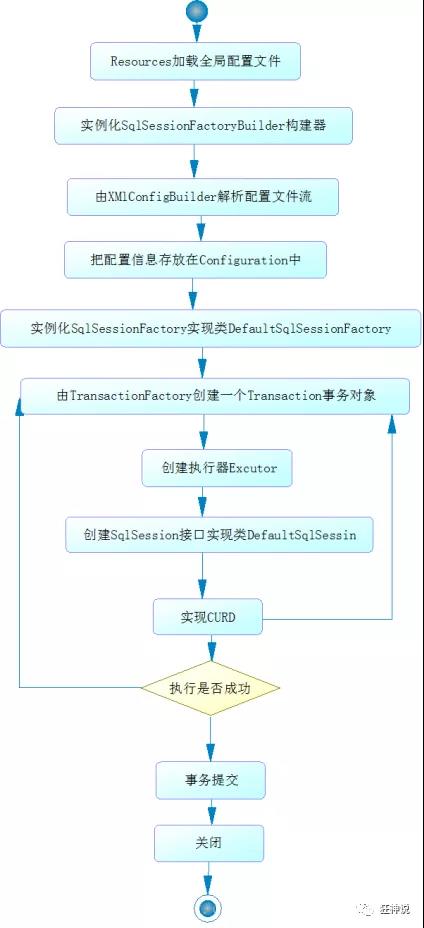 Resources加载全局配置文件
实例化SqlSessionFactoryBuilder构建器
由XMlConfigBuilder解析配置文件流
把配置信息存放在Configuration中
实例化SqlSessionFactory实现类DefaultSqlSessionFactory
由TransactionFactory创建一个Transaction事务对象
创建执行器Excutor
创建SqlSession接口实现类DefaultSqlSessin
实现CURD
执行是否成功
事务提交
关闭
狂神说